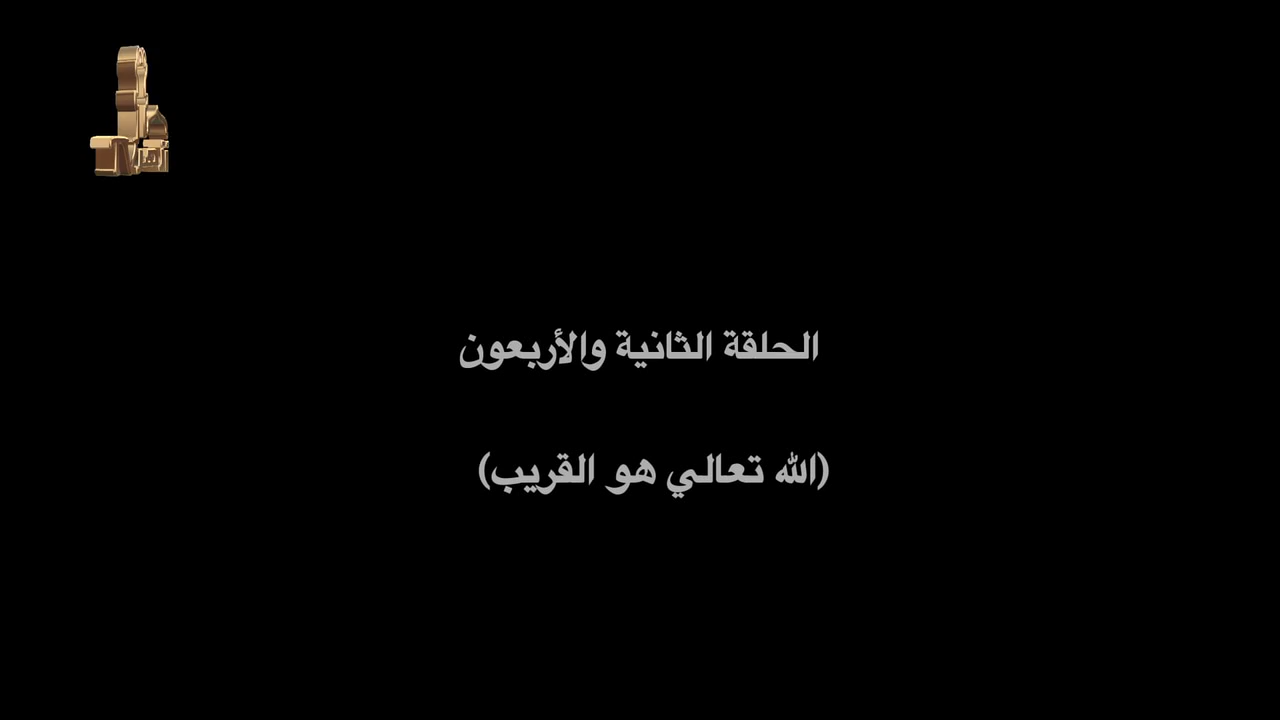 الحلقة الثانية والأربعون
(الله تعالي هو القريب)